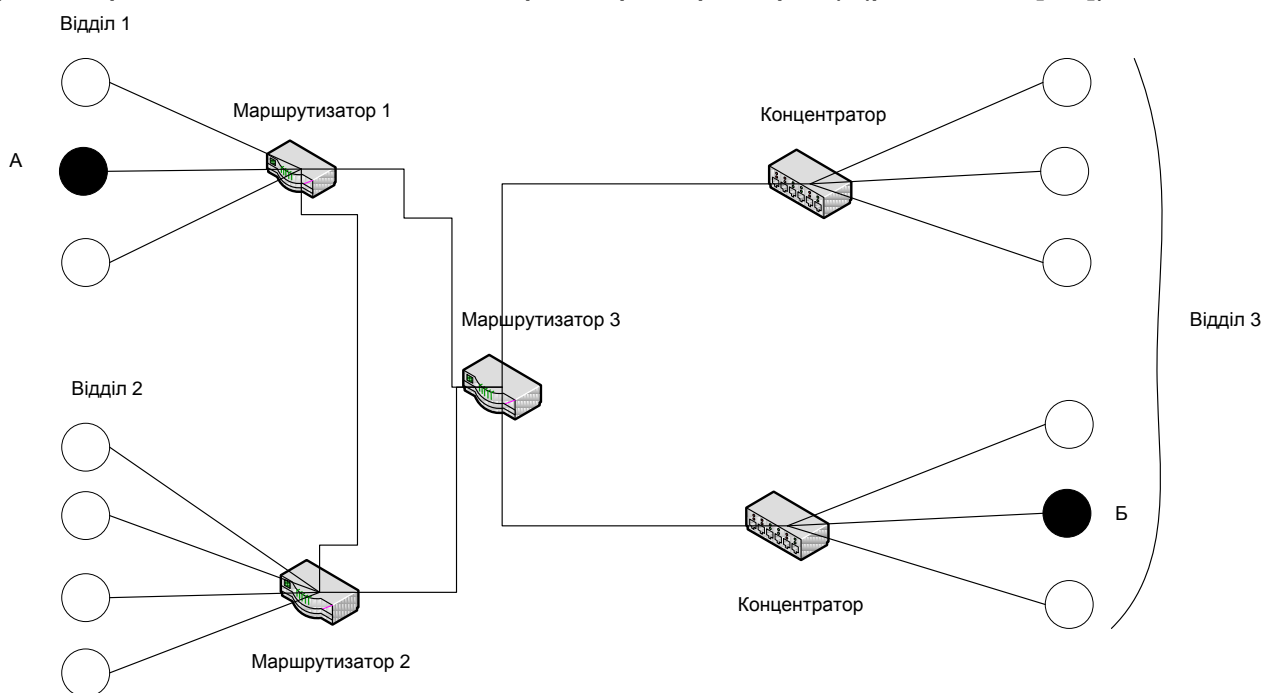 Відділ 1
Маршрутизатор 1
Концентратор
А
Маршрутизатор 3
Відділ 3
Відділ 2
Б
Концентратор
Маршрутизатор 2